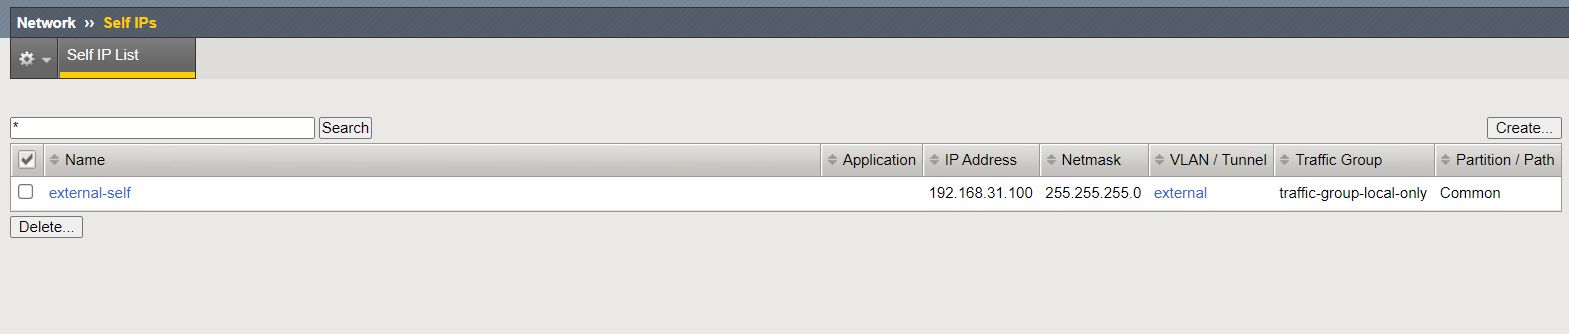 Network ›› Self IPs
Self IP List
* Search Create...
Name Application IP Address Netmask VLAN / Tunnel Traffic Group Partition / Path
external-self 192.168.31.100 255.255.255.0 external traffic-group-local-only Common
Delete...